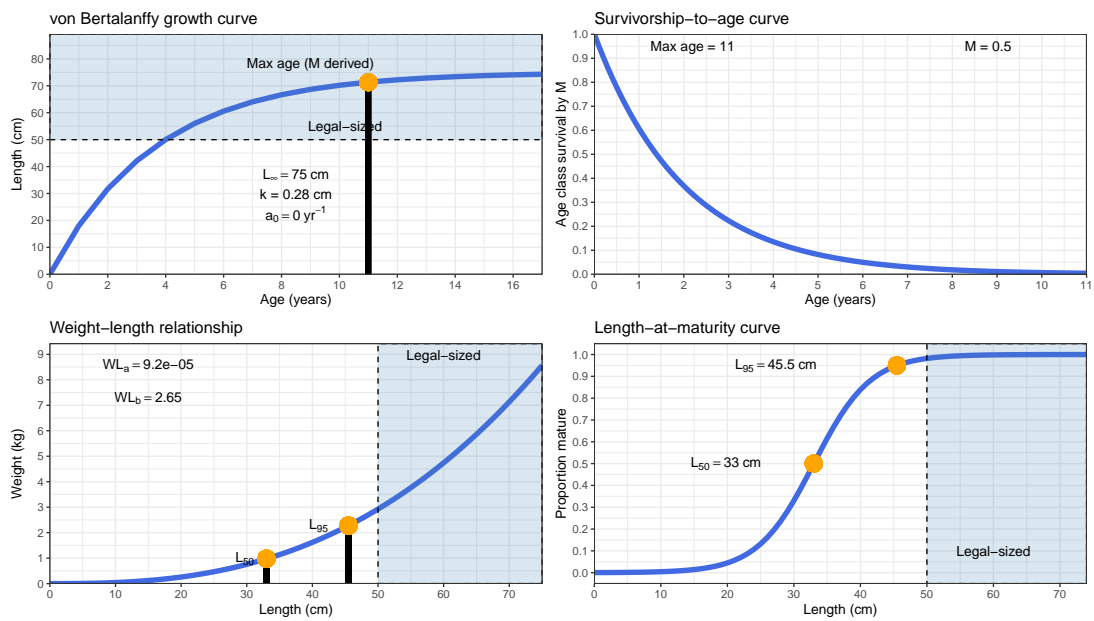 von Bertalanffy growth curve
80
70
60
50
40
30
20
10
0
Length (cm)
Max age (M derived)
Legal−sized
L∞ = 75 cm
k = 0.28 cm
a₀ = 0 yr⁻¹
0 2 4 6 8 10 12 14 16
Age (years)
Survivorship−to−age curve
1.0
0.9
0.8
0.7
0.6
0.5
0.4
0.3
0.2
0.1
0.0
Age class survival by M
Max age = 11
M = 0.5
0 1 2 3 4 5 6 7 8 9 10 11
Age (years)
Weight−length relationship
9
8
7
6
5
4
3
2
1
0
Weight (kg)
WLₐ = 9.2e−05
WL_b = 2.65
Legal−sized
L₉₅
L₅₀
0 10 20 30 40 50 60 70
Length (cm)
Length−at−maturity curve
1.0
0.9
0.8
0.7
0.6
0.5
0.4
0.3
0.2
0.1
0.0
Proportion mature
L₉₅ = 45.5 cm
L₅₀ = 33 cm
Legal−sized
0 10 20 30 40 50 60 70
Length (cm)